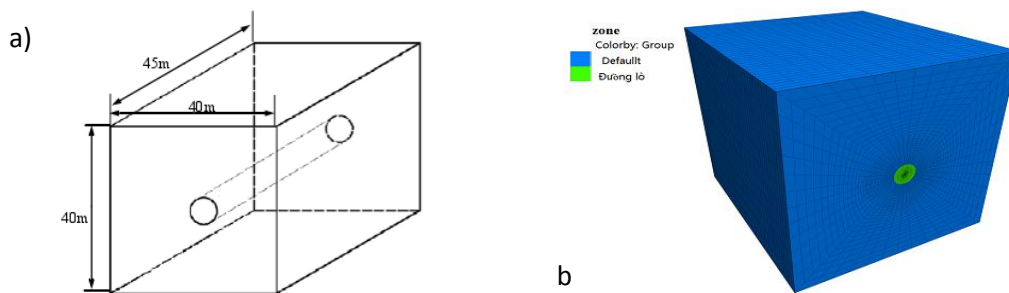 a)
45m
40m
40m
zone
Colorby: Group
Defaullt
Đường lò
b